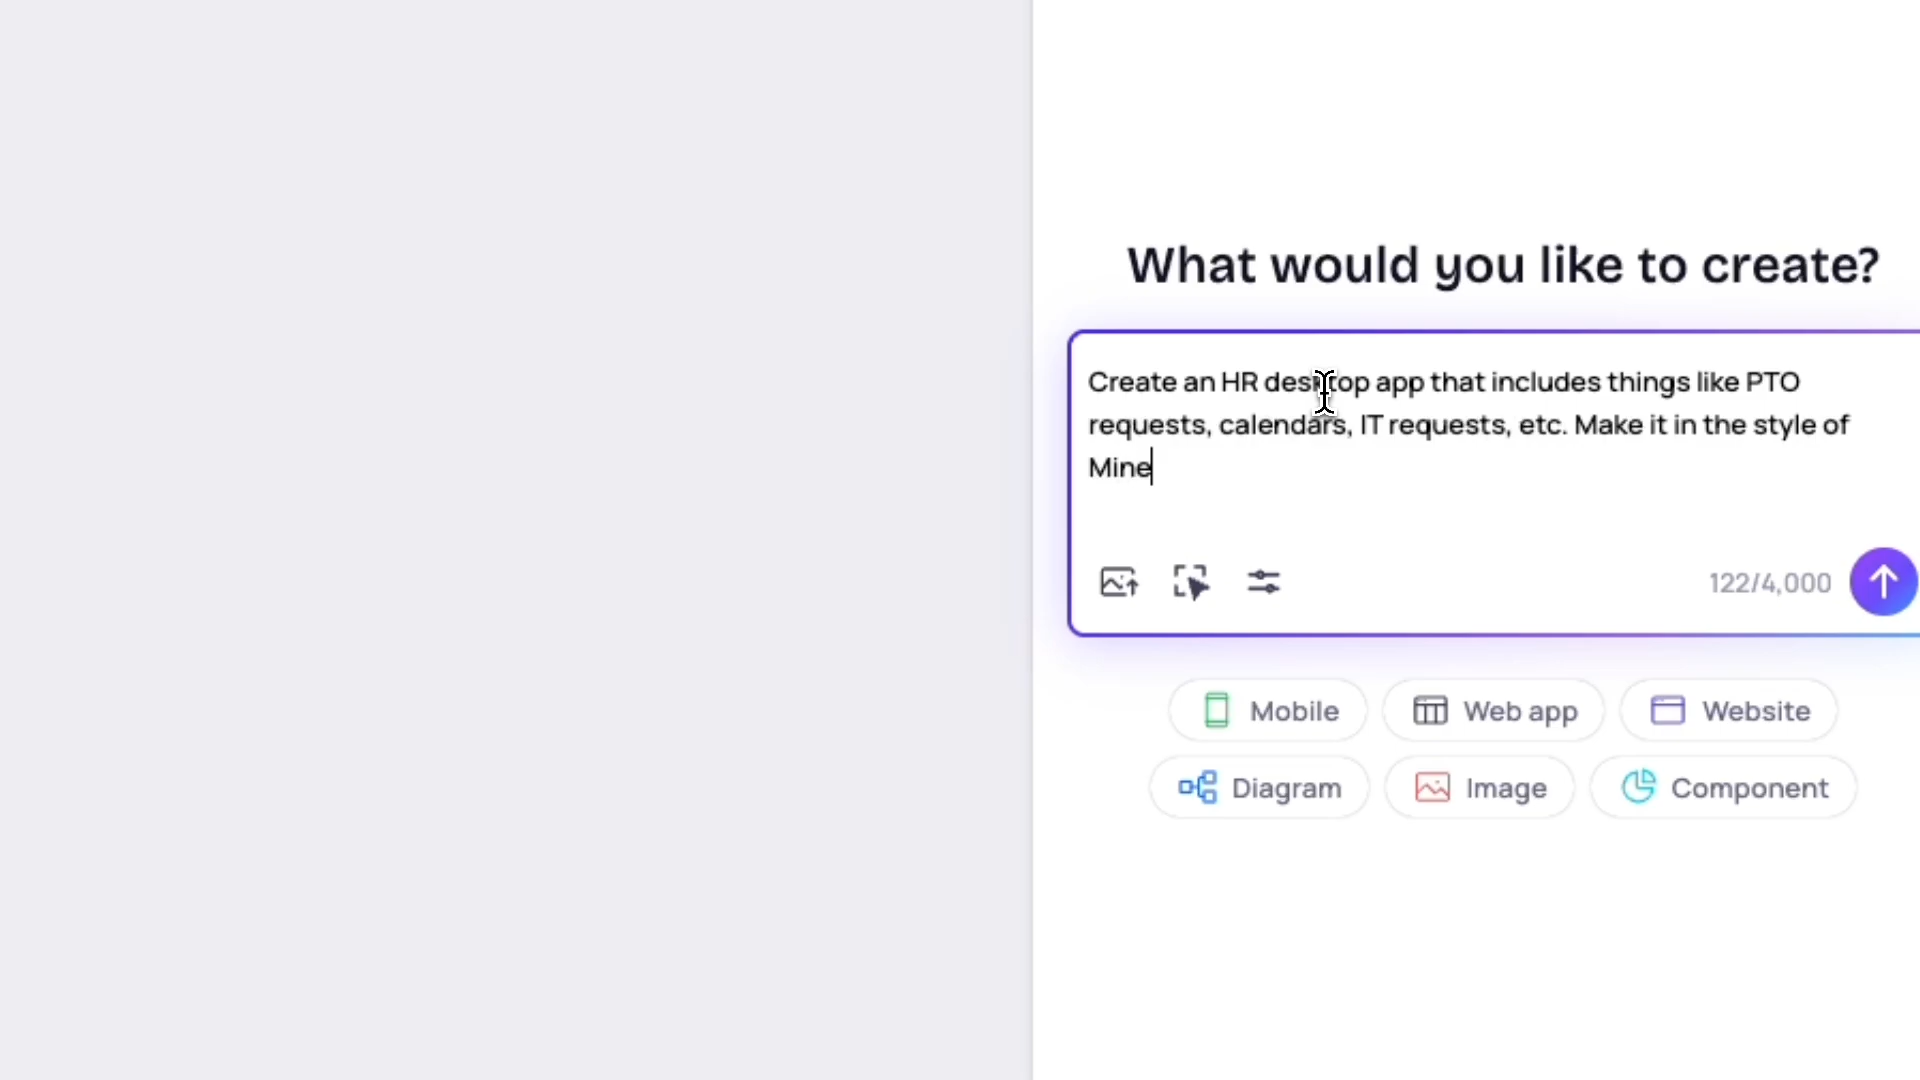 What would you like to create?
Create an HR desktop app that includes things like PTO
requests, calendars, IT requests, etc. Make it in the style of
Mine
122/4,000
Mobile
Web app
Website
Diagram
Image
Component